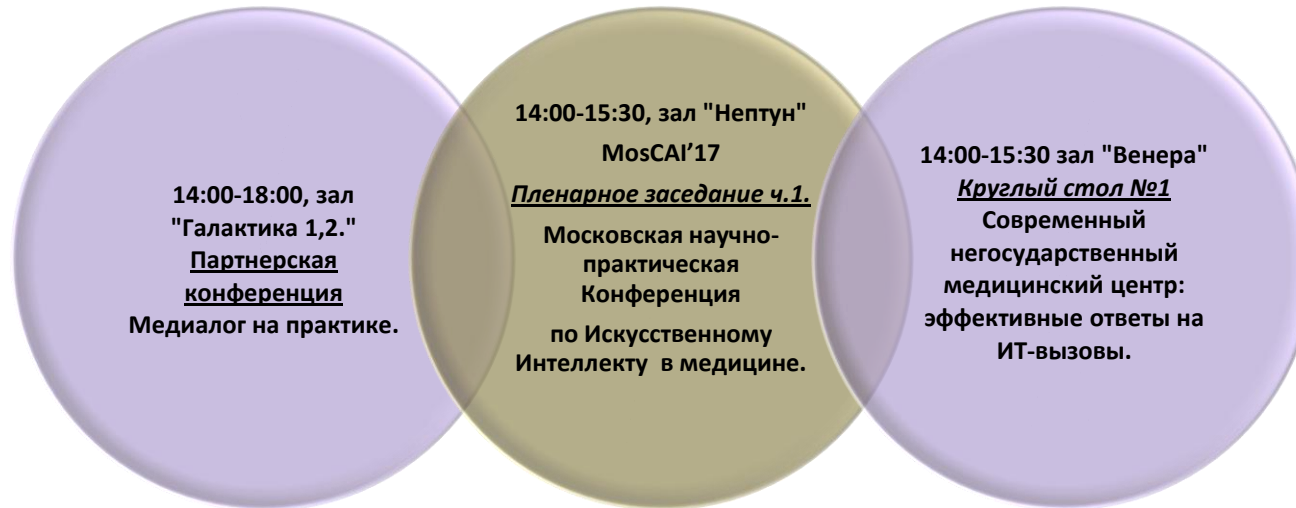 14:00-18:00, зал
"Галактика 1,2."
Партнерская
конференция
Медиалог на практике.
14:00-15:30, зал "Нептун"
MosCAI’17
Пленарное заседание ч.1.
Московская научно-
практическая
Конференция
по Искусственному
Интеллекту в медицине.
14:00-15:30 зал "Венера"
Круглый стол №1
Современный
негосударственный
медицинский центр:
эффективные ответы на
ИТ-вызовы.